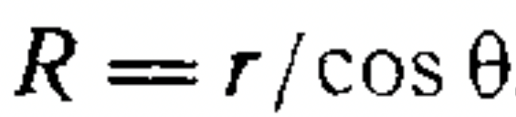 R = r/cos θ.